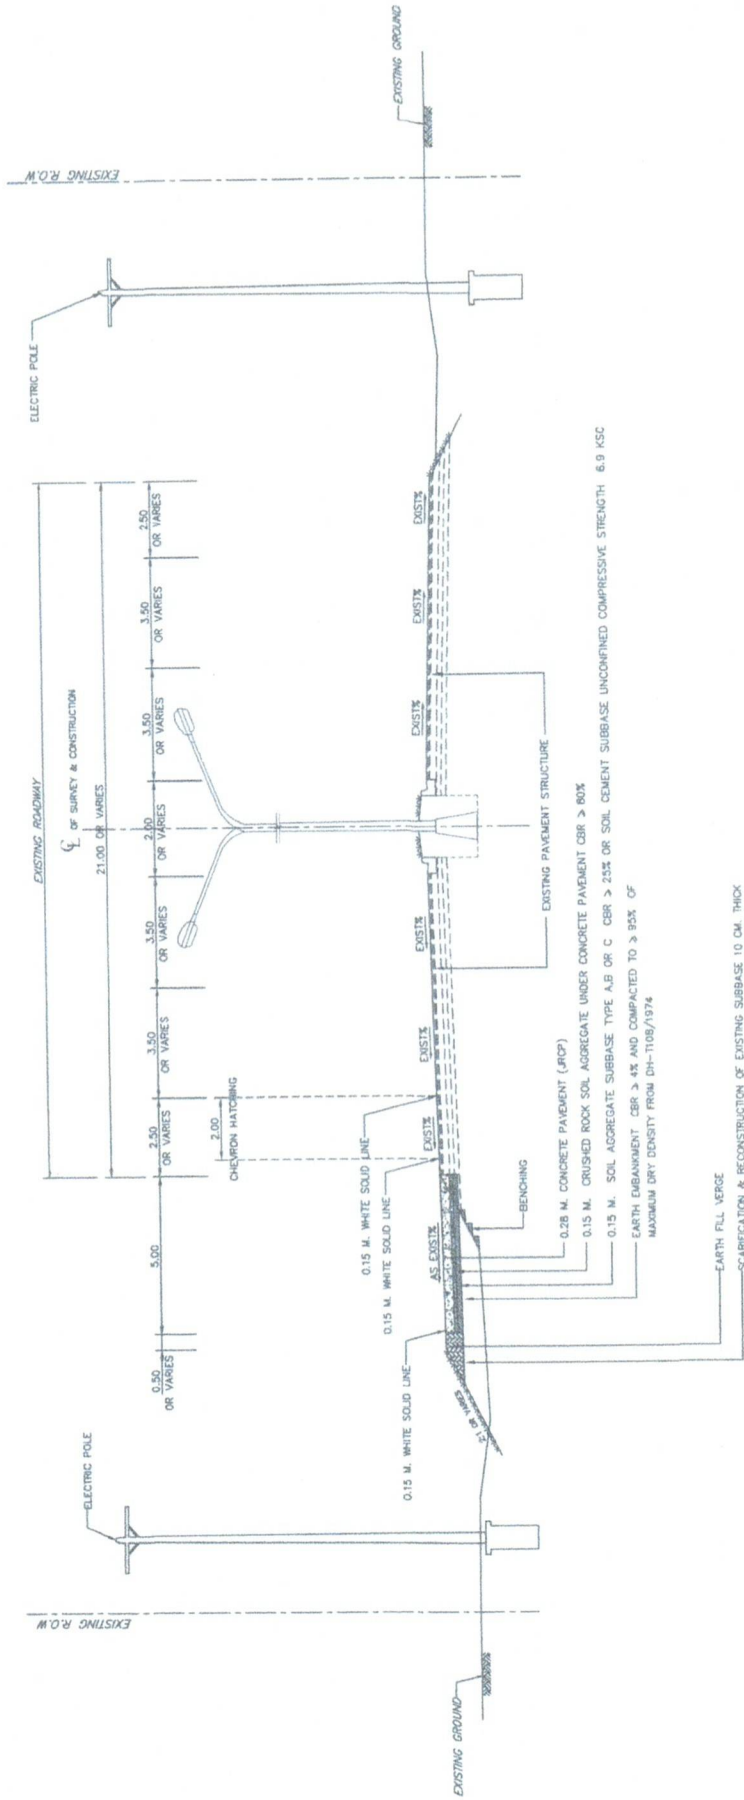 EXISTING R.O.W
EXISTING R.O.W
ELECTRIC POLE
ELECTRIC POLE
EXISTING ROADWAY
℄ OF SURVEY & CONSTRUCTION
21.00 OR VARIES
0.50
OR VARIES
5.00
2.50
OR VARIES
3.50
OR VARIES
3.50
OR VARIES
2.00
OR VARIES
3.50
OR VARIES
3.50
OR VARIES
2.50
OR VARIES
2.00
CHEVRON HATCHING
0.15 M. WHITE SOLID LINE
0.15 M. WHITE SOLID LINE
0.15 M. WHITE SOLID LINE
EXISTING GROUND
EXISTING GROUND
2:1 OR VARIES
AS EXIST%
EXIST%
EXIST%
EXIST%
EXIST%
EXIST%
EXIST%
BENCHING
EXISTING PAVEMENT STRUCTURE
0.28 M. CONCRETE PAVEMENT (JRCP)
0.15 M. CRUSHED ROCK SOIL AGGREGATE UNDER CONCRETE PAVEMENT CBR ≥ 80%
0.15 M. SOIL AGGREGATE SUBBASE TYPE A,B OR C CBR ≥ 25% OR SOIL CEMENT SUBBASE UNCONFINED COMPRESSIVE STRENGTH 6.9 KSC
EARTH EMBANKMENT CBR ≥ 4% AND COMPACTED TO ≥ 95% OF
MAXIMUM DRY DENSITY FROM DH-T108/1974
EARTH FILL VERGE
SCARIFICATION & RECONSTRUCTION OF EXISTING SUBBASE 10 CM. THICK